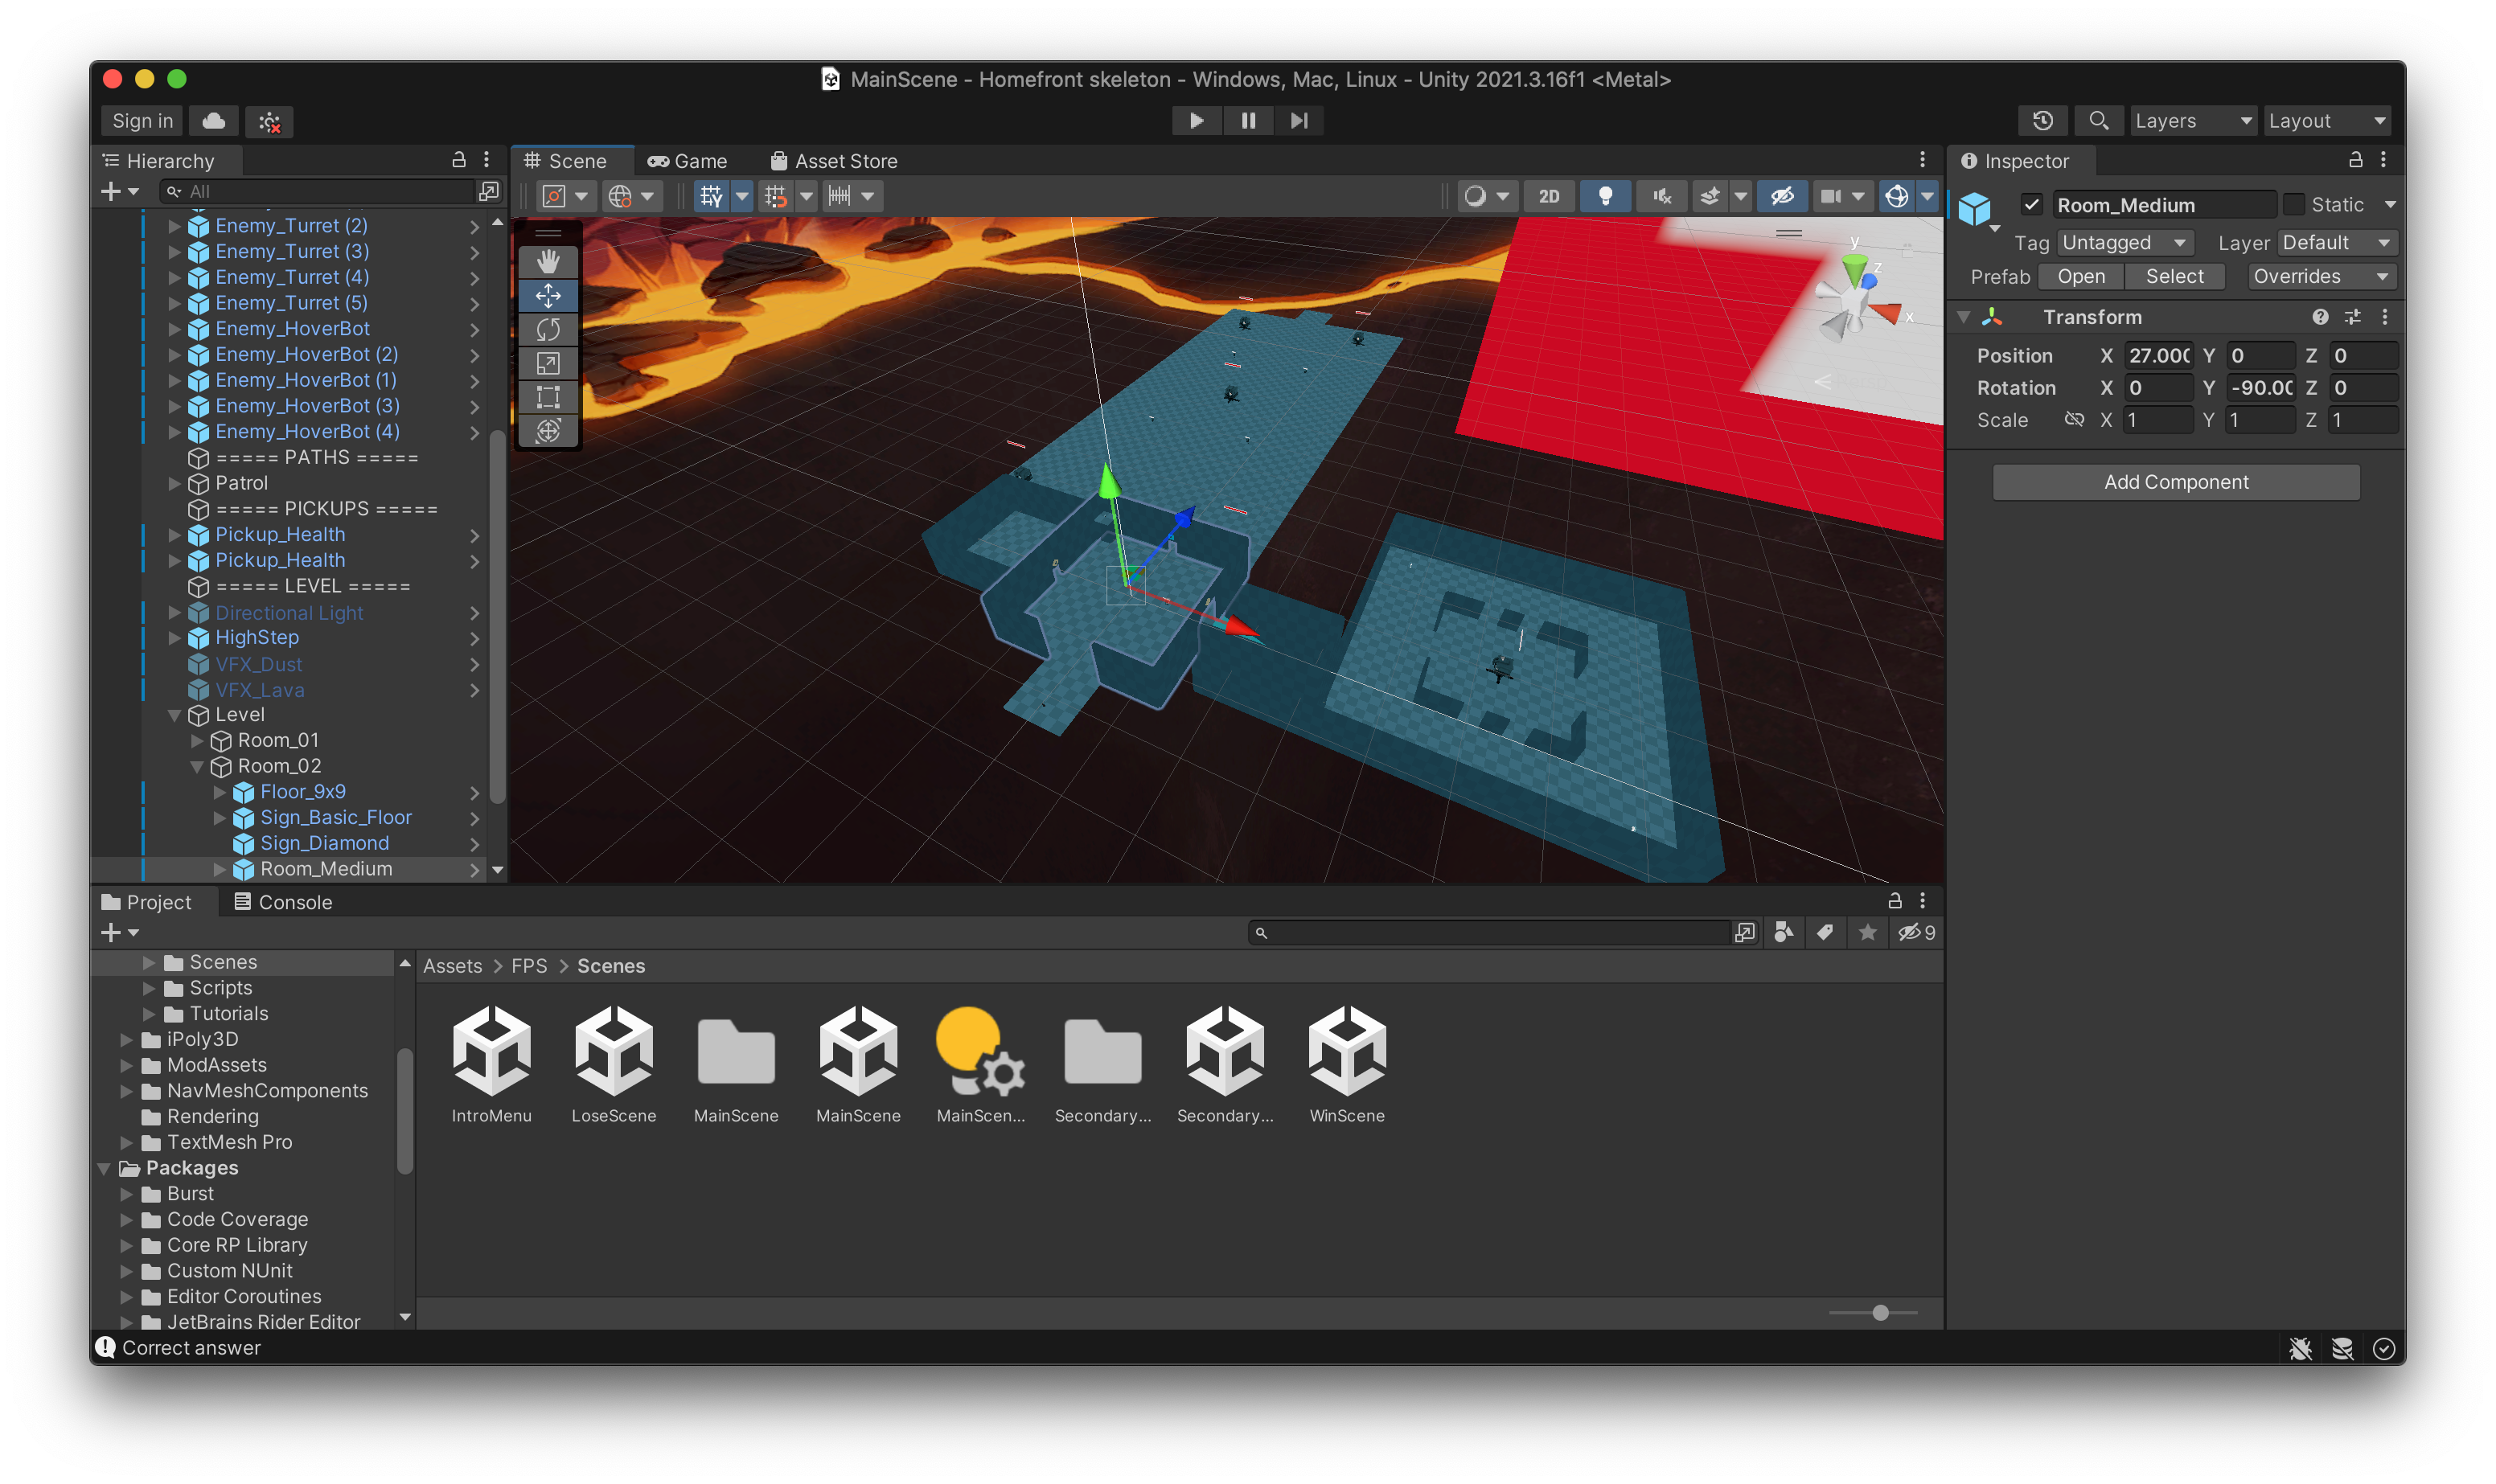 MainScene - Homefront skeleton - Windows, Mac, Linux - Unity 2021.3.16f1 <Metal>
Sign in
Layers
Layout
Hierarchy
All
Enemy_Turret (2)
Enemy_Turret (3)
Enemy_Turret (4)
Enemy_Turret (5)
Enemy_HoverBot
Enemy_HoverBot (2)
Enemy_HoverBot (1)
Enemy_HoverBot (3)
Enemy_HoverBot (4)
===== PATHS =====
Patrol
===== PICKUPS =====
Pickup_Health
Pickup_Health
===== LEVEL =====
Directional Light
HighStep
VFX_Dust
VFX_Lava
Level
Room_01
Room_02
Floor_9x9
Sign_Basic_Floor
Sign_Diamond
Room_Medium
Scene
Game
Asset Store
2D
y
z
x
Inspector
Room_Medium
Static
Tag Untagged Layer Default
Prefab Open Select Overrides
Transform
Position X 27.000 Y 0 Z 0
Rotation X 0 Y -90.00 Z 0
Scale X 1 Y 1 Z 1
Add Component
Project
Console
9
Scenes
Scripts
Tutorials
iPoly3D
ModAssets
NavMeshComponents
Rendering
TextMesh Pro
Packages
Burst
Code Coverage
Core RP Library
Custom NUnit
Editor Coroutines
JetBrains Rider Editor
Assets > FPS > Scenes
IntroMenu
LoseScene
MainScene
MainScene
MainScen...
Secondary...
Secondary...
WinScene
Correct answer